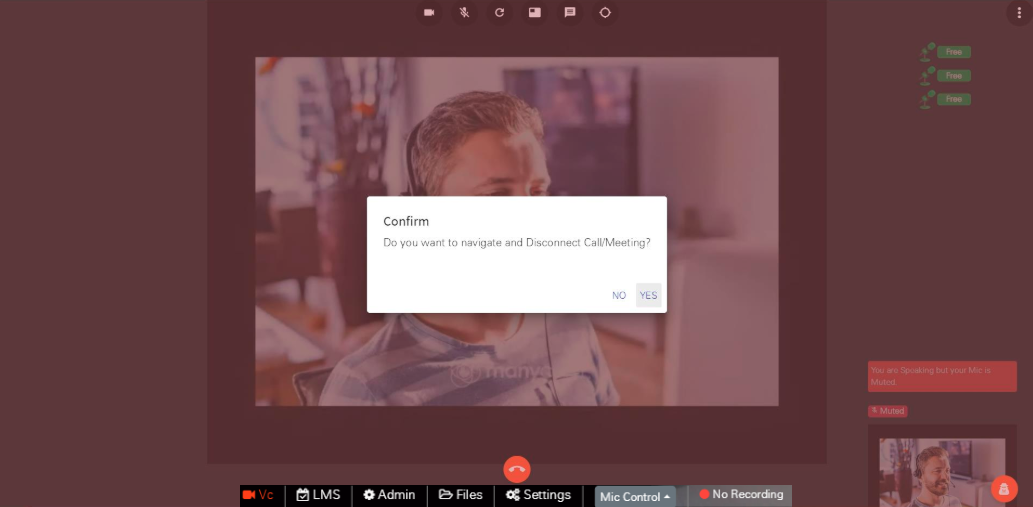 Free
Free
Free
Confirm
Do you want to navigate and Disconnect Call/Meeting?
NO YES
You are Speaking but your Mic is
Muted
Muted
Vc LMS Admin Files Settings Mic Control No Recording